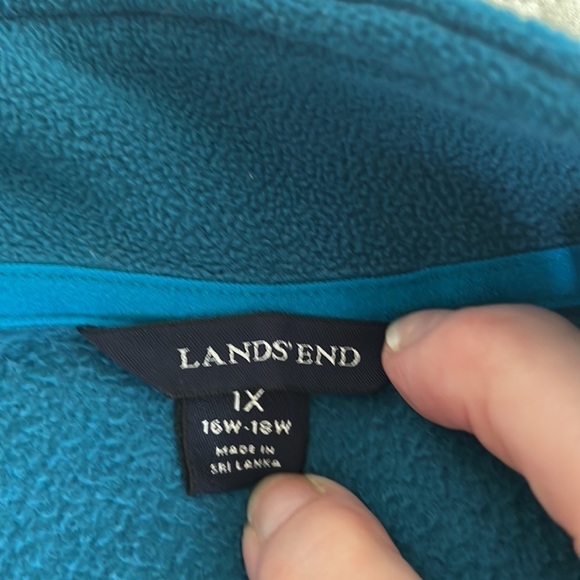 LANDS' END
1X
16W-18W
MADE IN
SRI LANKA